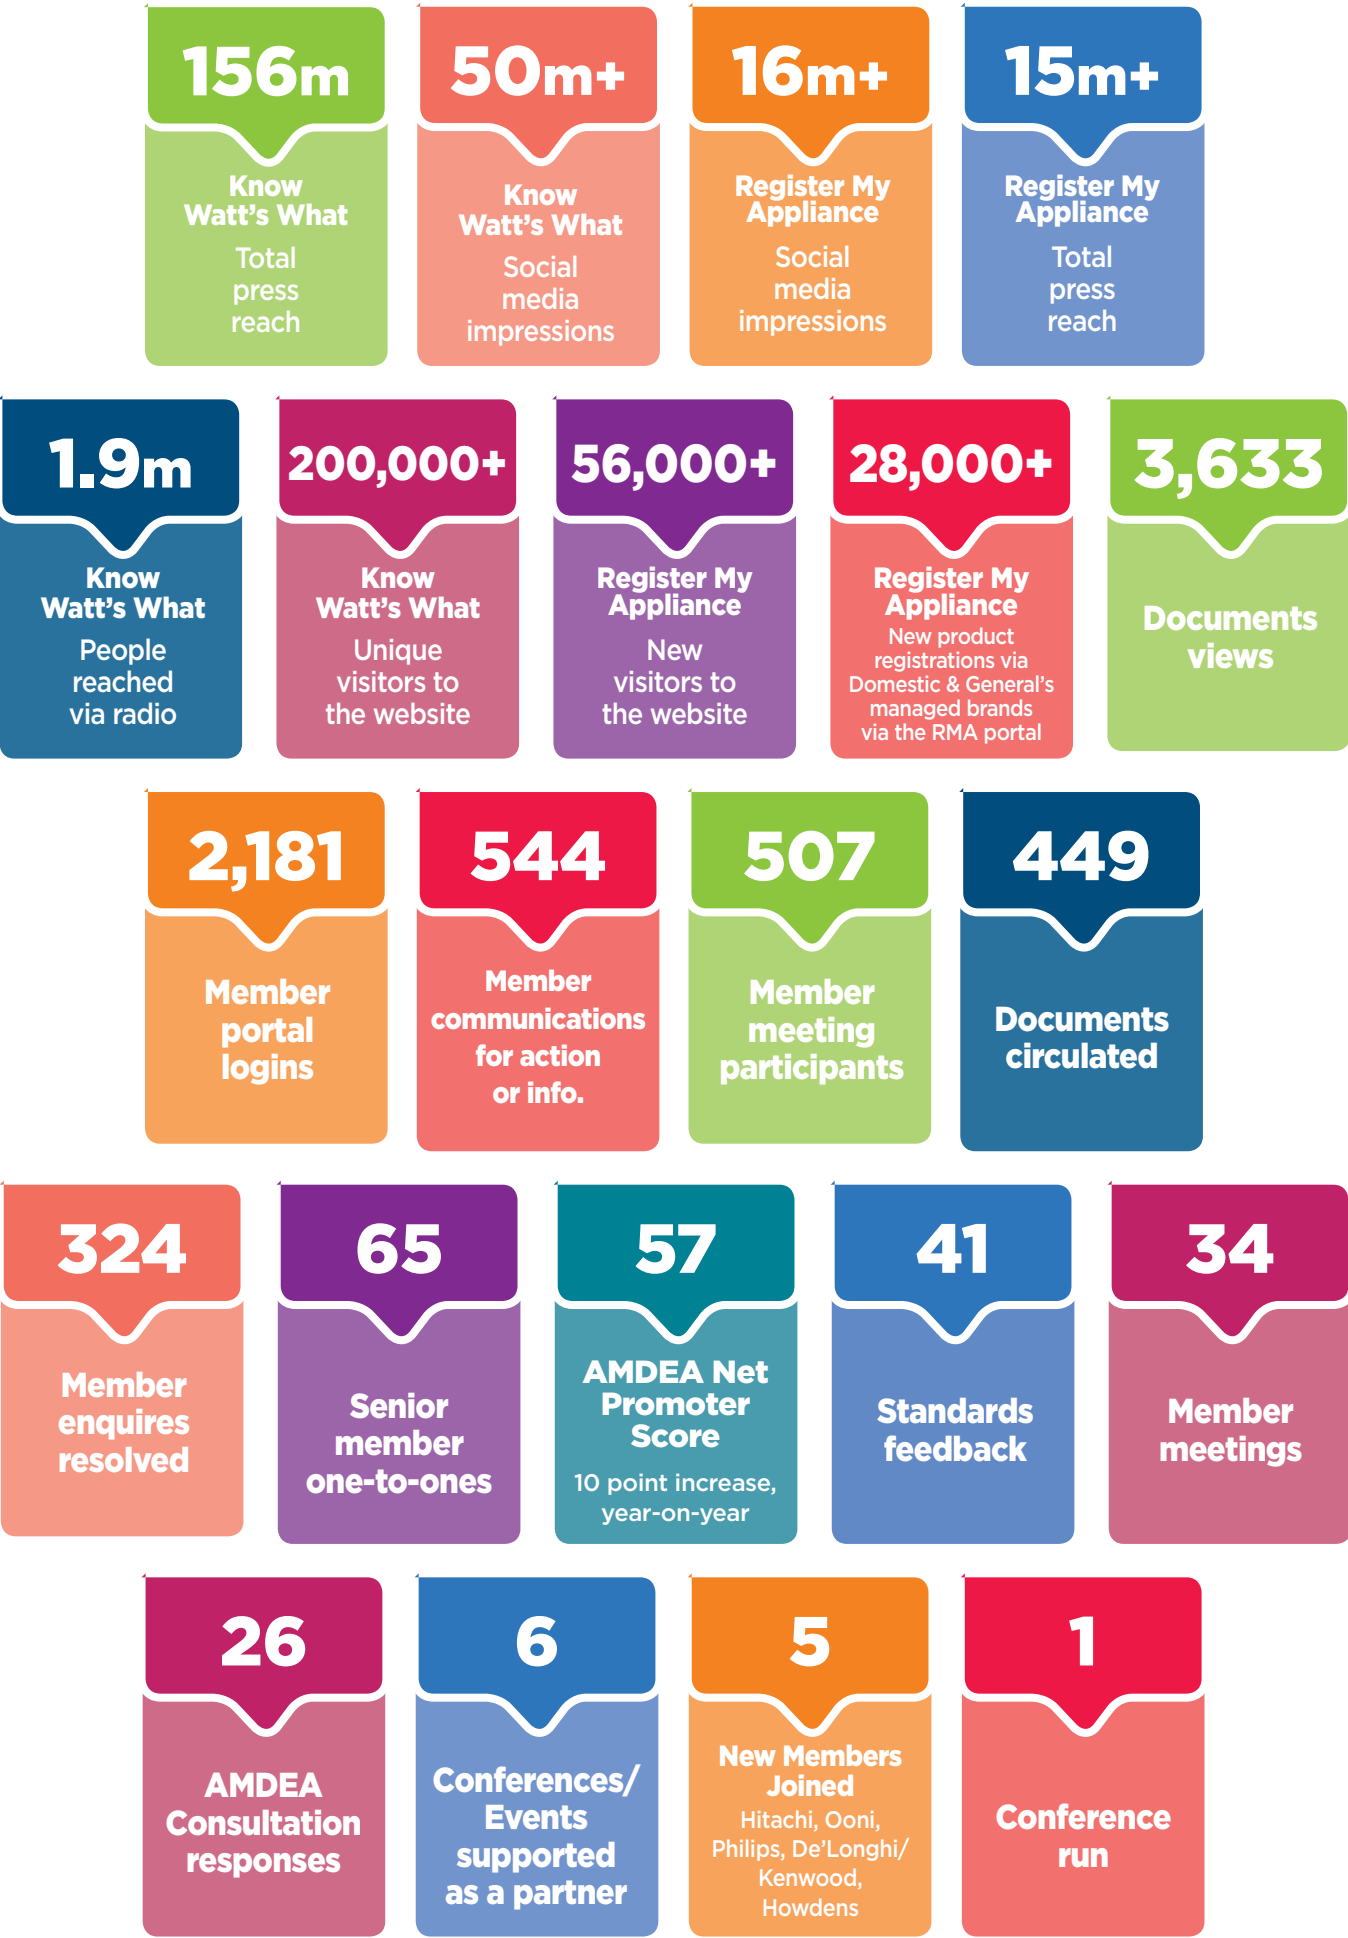 156m
Know
Watt's What
Total
press
reach
50m+
Know
Watt's What
Social
media
impressions
16m+
Register My
Appliance
Social
media
impressions
15m+
Register My
Appliance
Total
press
reach
1.9m
Know
Watt's What
People
reached
via radio
200,000+
Know
Watt's What
Unique
visitors to
the website
56,000+
Register My
Appliance
New
visitors to
the website
28,000+
Register My
Appliance
New product
registrations via
Domestic & General's
managed brands
via the RMA portal
3,633
Documents
views
2,181
Member
portal
logins
544
Member
communications
for action
or info.
507
Member
meeting
participants
449
Documents
circulated
324
Member
enquires
resolved
65
Senior
member
one-to-ones
57
AMDEA Net
Promoter
Score
10 point increase,
year-on-year
41
Standards
feedback
34
Member
meetings
26
AMDEA
Consultation
responses
6
Conferences/
Events
supported
as a partner
5
New Members
Joined
Hitachi, Ooni,
Philips, De'Longhi/
Kenwood,
Howdens
1
Conference
run